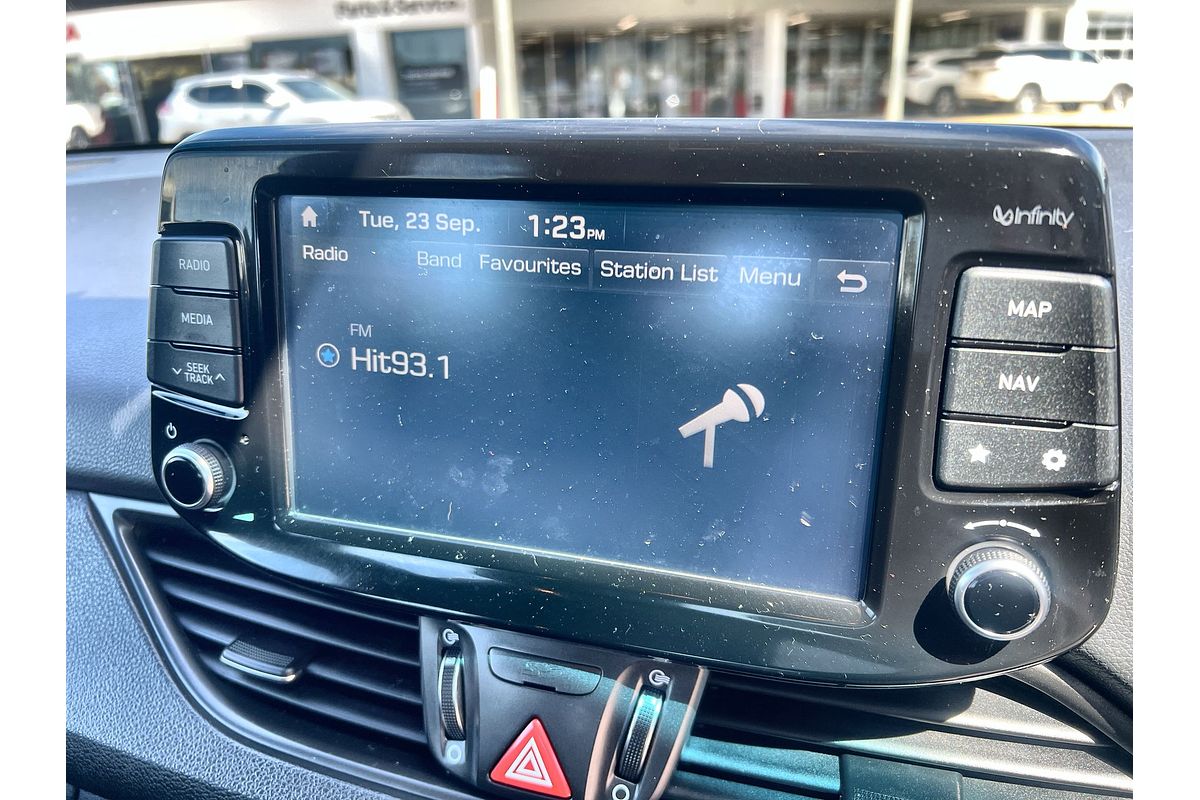 Parts & Service
Tue, 23 Sep. 1:23PM
Radio Band Favourites Station List Menu
FM
Hit93.1
RADIO
MEDIA
SEEK
TRACK
infinity
MAP
NAV